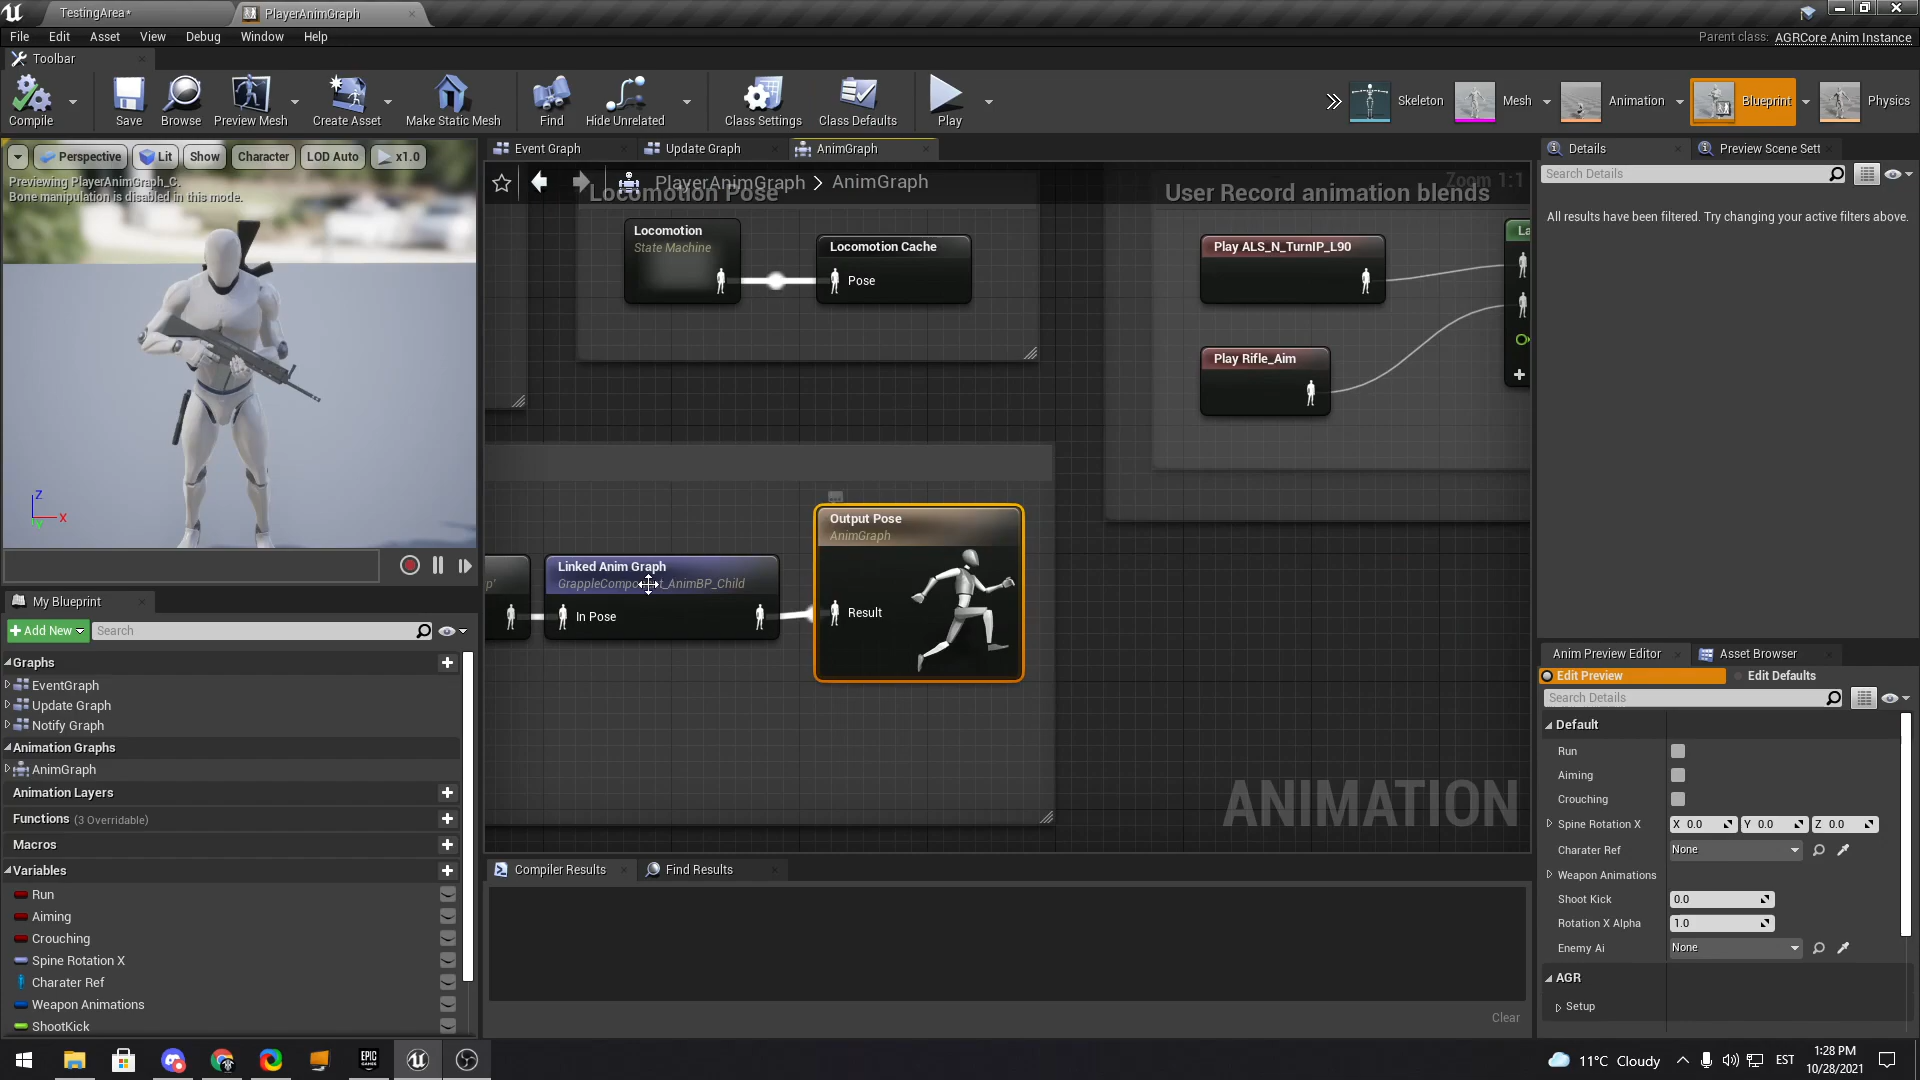 TestingArea*
PlayerAnimGraph
File Edit Asset View Debug Window Help
Parent class: AGRCore Anim Instance
Toolbar
Compile
Save
Browse
Preview Mesh
Create Asset
Make Static Mesh
Find
Hide Unrelated
Class Settings
Class Defaults
Play
Skeleton
Mesh
Animation
Blueprint
Physics
Perspective
Lit
Show
Character
LOD Auto
x1.0
Previewing PlayerAnimGraph_C.
Bone manipulation is disabled in this mode.
Z
X
Y
Event Graph
Update Graph
AnimGraph
PlayerAnimGraph > AnimGraph
Zoom 1:1
Locomotion Pose
User Record animation blends
Locomotion
State Machine
Locomotion Cache
Pose
Play ALS_N_TurnIP_L90
Play Rifle_Aim
La
p'
Linked Anim Graph
In Pose
Output Pose
AnimGraph
Result
ANIMATION
Details
Preview Scene Sett
Search Details
All results have been filtered. Try changing your active filters above.
My Blueprint
+ Add New
Search
Graphs
EventGraph
Update Graph
Notify Graph
Animation Graphs
AnimGraph
Animation Layers
Functions (3 Overridable)
Macros
Variables
Run
Aiming
Crouching
Spine Rotation X
Charater Ref
Weapon Animations
ShootKick
Compiler Results
Find Results
Clear
Anim Preview Editor
Asset Browser
Edit Preview
Edit Defaults
Search Details
Default
Run
Aiming
Crouching
Spine Rotation X X 0.0 Y 0.0 Z 0.0
Charater Ref None
Weapon Animations
Shoot Kick 0.0
Rotation X Alpha 1.0
Enemy Ai None
AGR
Setup
EPIC
GAMES
11°C Cloudy
EST
1:28 PM
10/28/2021